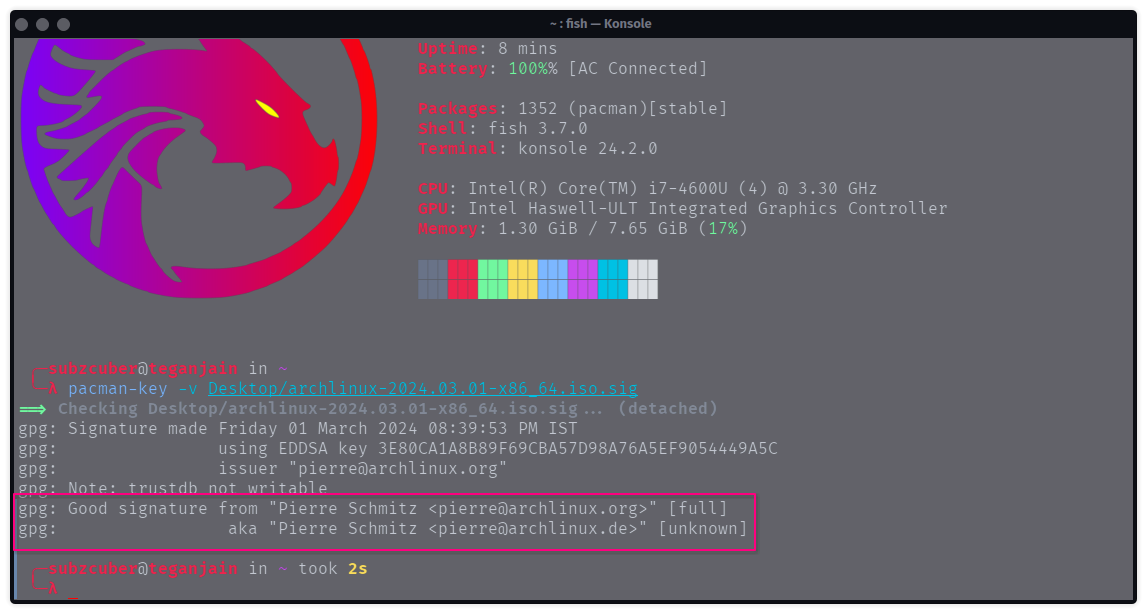 ~ : fish — Konsole
Uptime: 8 mins
Battery: 100%% [AC Connected]
Packages: 1352 (pacman)[stable]
Shell: fish 3.7.0
Terminal: konsole 24.2.0
CPU: Intel(R) Core(TM) i7-4600U (4) @ 3.30 GHz
GPU: Intel Haswell-ULT Integrated Graphics Controller
Memory: 1.30 GiB / 7.65 GiB (17%)
╭─subzcuber@teganjain in ~
╰─λ pacman-key -v Desktop/archlinux-2024.03.01-x86_64.iso.sig
==> Checking Desktop/archlinux-2024.03.01-x86_64.iso.sig... (detached)
gpg: Signature made Friday 01 March 2024 08:39:53 PM IST
gpg:                using EDDSA key 3E80CA1A8B89F69CBA57D98A76A5EF9054449A5C
gpg:                issuer "pierre@archlinux.org"
gpg: Note: trustdb not writable
gpg: Good signature from "Pierre Schmitz <pierre@archlinux.org>" [full]
gpg:                 aka "Pierre Schmitz <pierre@archlinux.de>" [unknown]
╭─subzcuber@teganjain in ~ took 2s
╰─λ